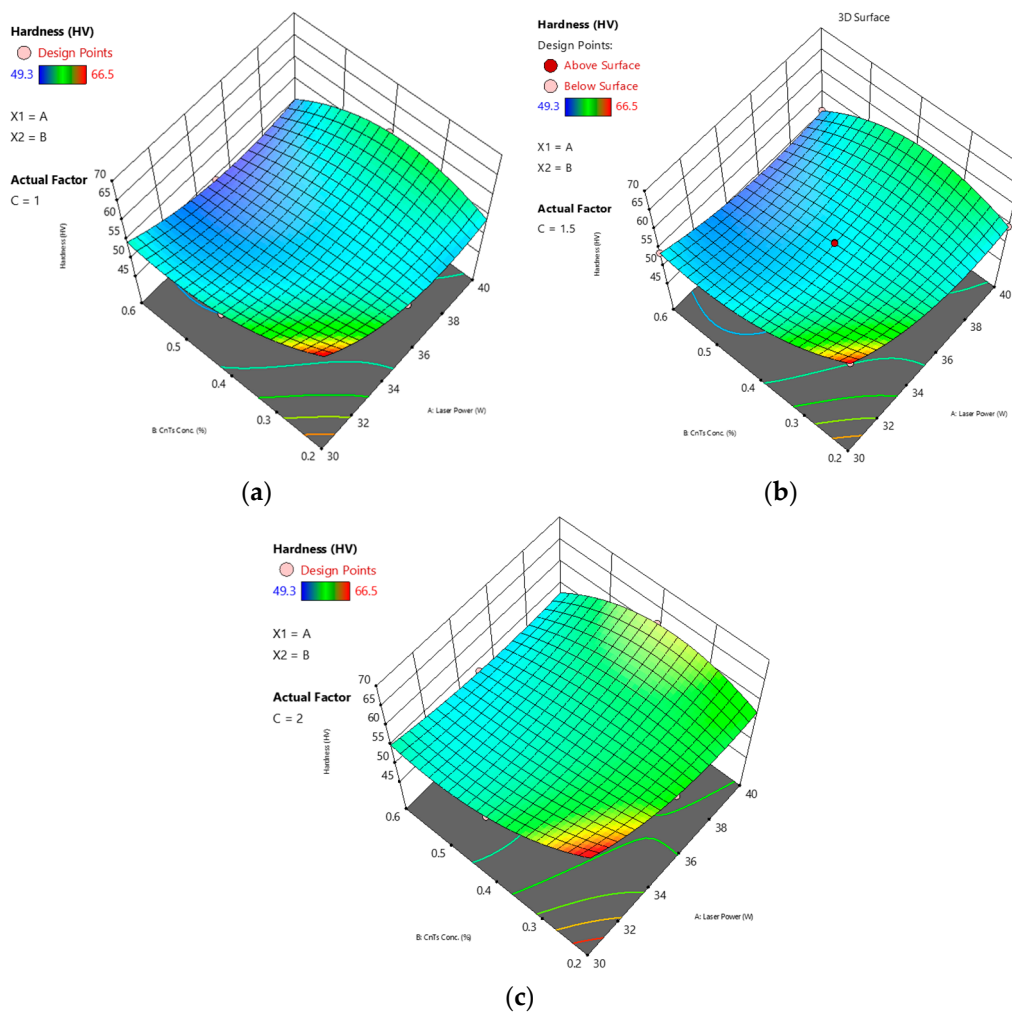 Hardness (HV)
Design Points
49.3 66.5
X1 = A
X2 = B
Actual Factor
C = 1
70
65
60
55
50
45
Hardness (HV)
0.6
0.5
0.4
0.3
0.2
B: CnTs Conc. (%)
30
32
34
36
38
40
A: Laser Power (W)
(a)
3D Surface
Hardness (HV)
Design Points:
Above Surface
Below Surface
49.3 66.5
X1 = A
X2 = B
Actual Factor
C = 1.5
70
65
60
55
50
45
Hardness (HV)
0.6
0.5
0.4
0.3
0.2
B: CnTs Conc. (%)
30
32
34
36
38
40
A: Laser Power (W)
(b)
Hardness (HV)
Design Points
49.3 66.5
X1 = A
X2 = B
Actual Factor
C = 2
70
65
60
55
50
45
Hardness (HV)
0.6
0.5
0.4
0.3
0.2
B: CnTs Conc. (%)
30
32
34
36
38
40
A: Laser Power (W)
(c)